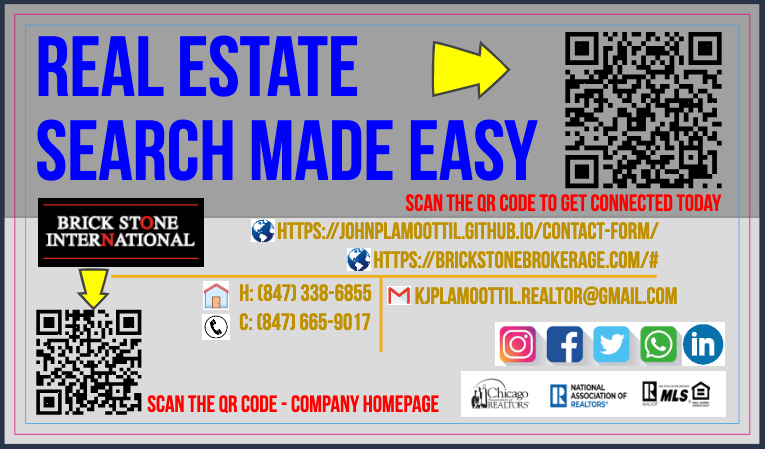 REAL ESTATE
SEARCH MADE EASY
SCAN THE QR CODE TO GET CONNECTED TODAY
BRICK STONE
INTERNATIONAL
HTTPS://JOHNPLAMOOTTIL.GITHUB.IO/CONTACT-FORM/
HTTPS://BRICKSTONEBROKERAGE.COM/#
H: (847) 338-6855
C: (847) 665-9017
KJPLAMOOTTIL.REALTOR@GMAIL.COM
in
Chicago
REALTORS®
NATIONAL
ASSOCIATION OF
REALTORS®
REALTOR®
MLS
SCAN THE QR CODE - COMPANY HOMEPAGE